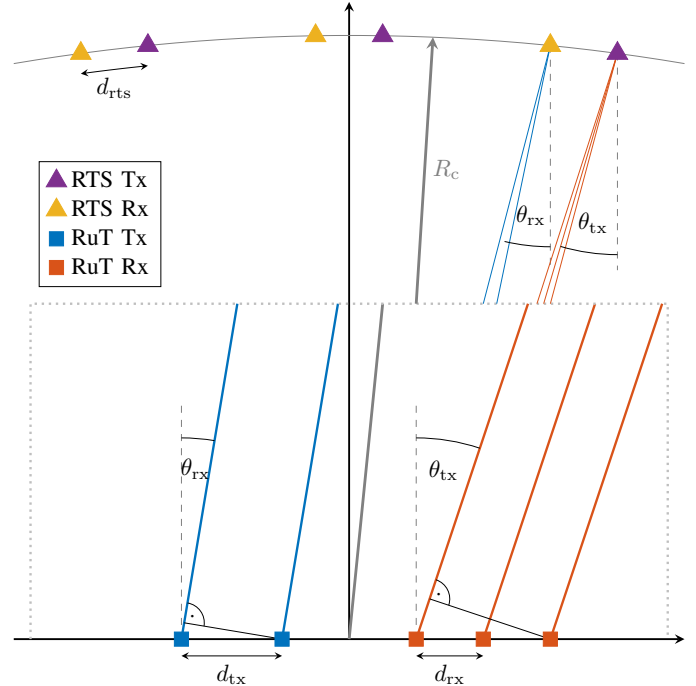 d_rts
RTS Tx
RTS Rx
RuT Tx
RuT Rx
R_c
θ_rx
θ_tx
θ_rx
θ_tx
d_tx
d_rx